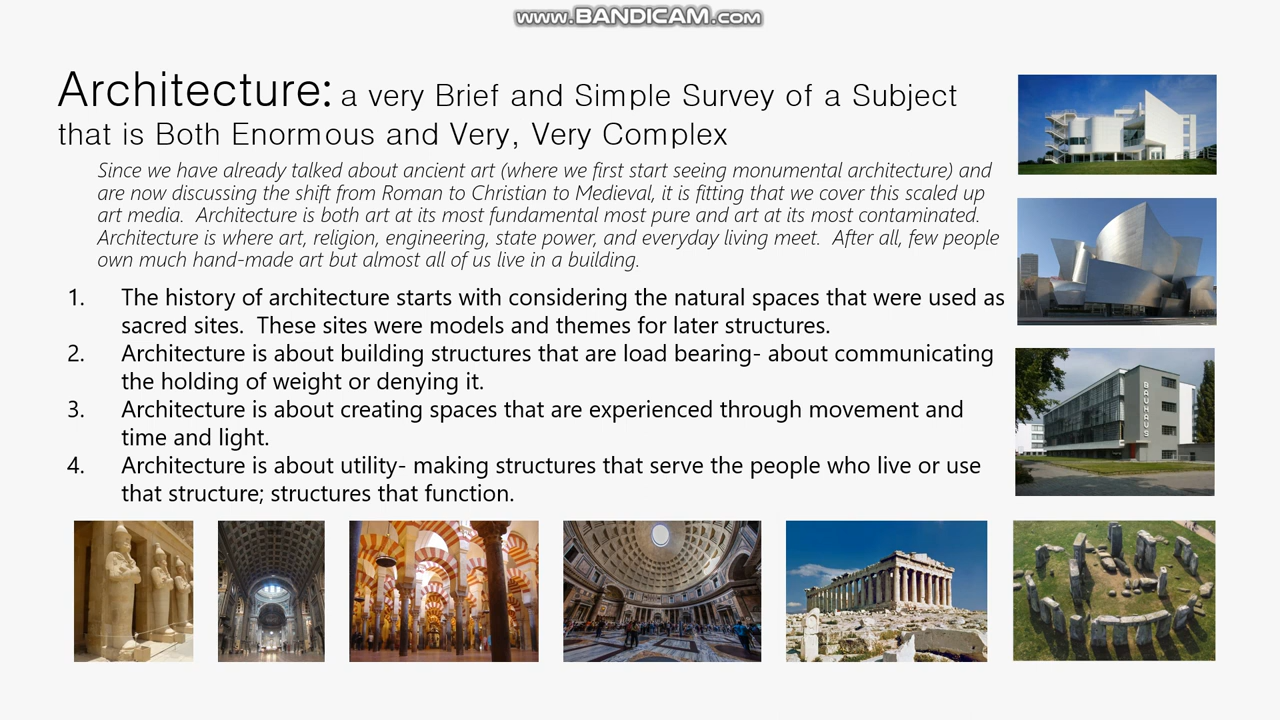 www.BANDICAM.com
Architecture: a very Brief and Simple Survey of a Subject
that is Both Enormous and Very, Very Complex
Since we have already talked about ancient art (where we first start seeing monumental architecture) and
are now discussing the shift from Roman to Christian to Medieval, it is fitting that we cover this scaled up
art media.  Architecture is both art at its most fundamental most pure and art at its most contaminated.
Architecture is where art, religion, engineering, state power, and everyday living meet.  After all, few people
own much hand-made art but almost all of us live in a building.
1. The history of architecture starts with considering the natural spaces that were used as
sacred sites.  These sites were models and themes for later structures.
2. Architecture is about building structures that are load bearing- about communicating
the holding of weight or denying it.
3. Architecture is about creating spaces that are experienced through movement and
time and light.
4. Architecture is about utility- making structures that serve the people who live or use
that structure; structures that function.
BAUHAUS